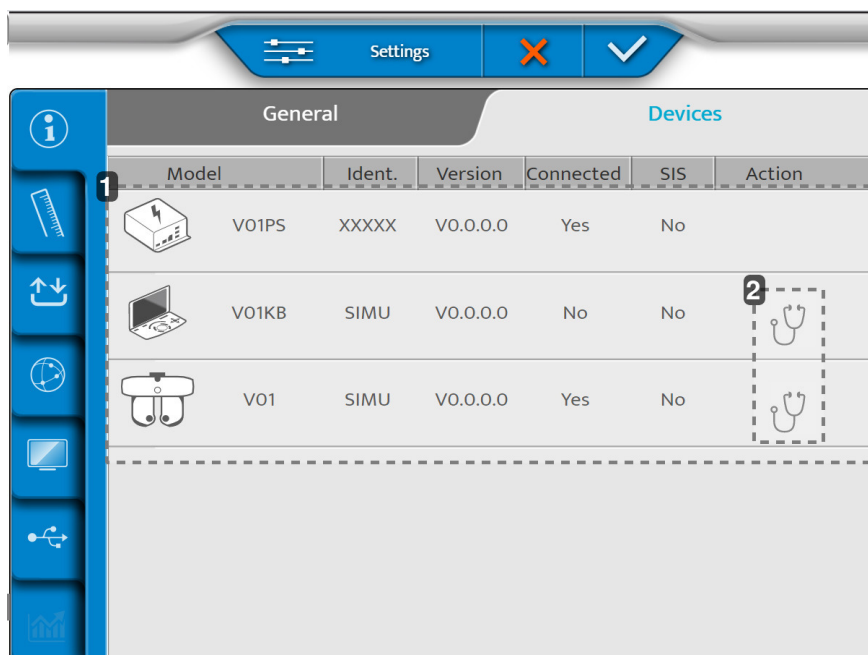 Settings
General Devices
Model Ident. Version Connected SIS Action
1
V01PS XXXXX V0.0.0.0 Yes No
2
V01KB SIMU V0.0.0.0 No No
V01 SIMU V0.0.0.0 Yes No